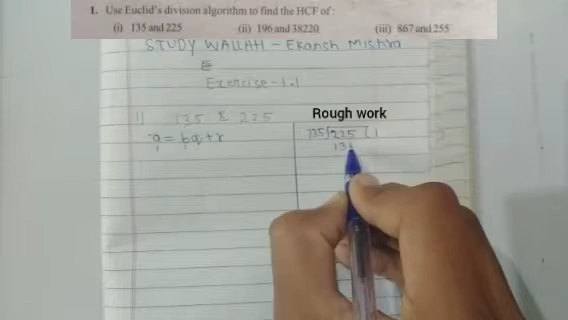 1. Use Euclid's division algorithm to find the HCF of :
(i) 135 and 225 (ii) 196 and 38220 (iii) 867 and 255
STUDY WALLAH - Ekansh Mishra
Exercise-1.1
1) 135 & 225
Rough work
a = bq + r
135)225(1
13